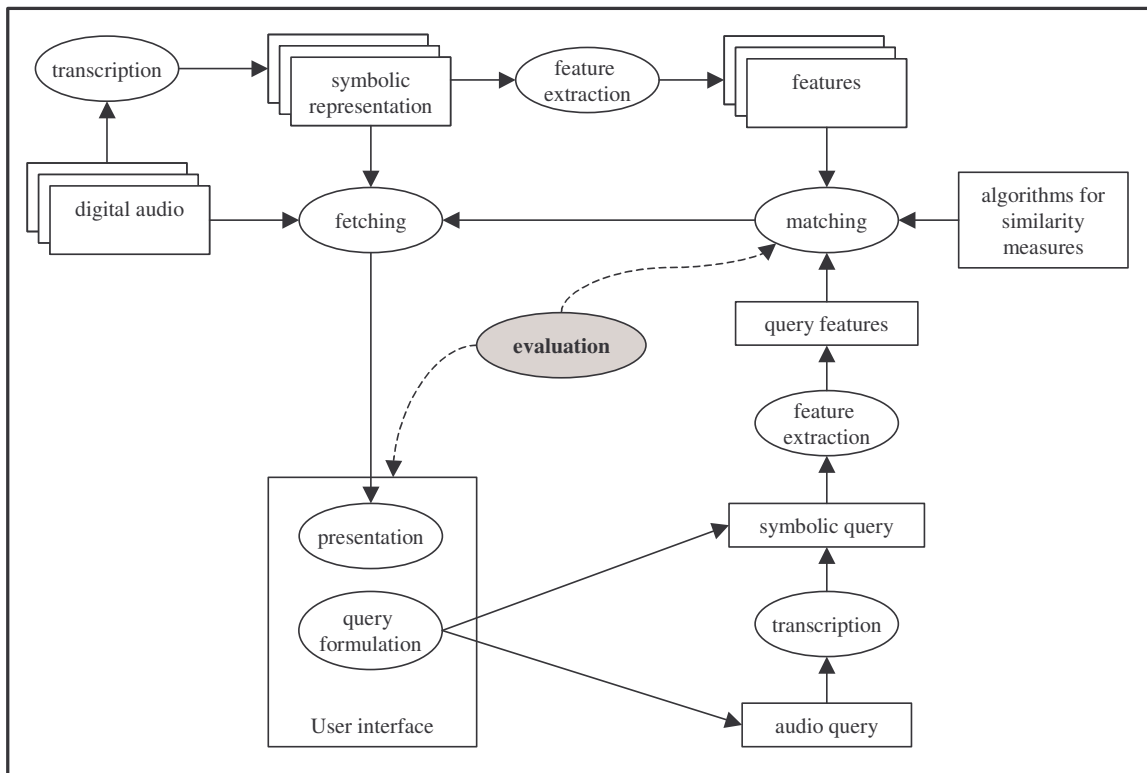 transcription
symbolic
representation
feature
extraction
features
digital audio
fetching
matching
algorithms for
similarity
measures
evaluation
query features
feature
extraction
presentation
symbolic query
query
formulation
transcription
User interface
audio query